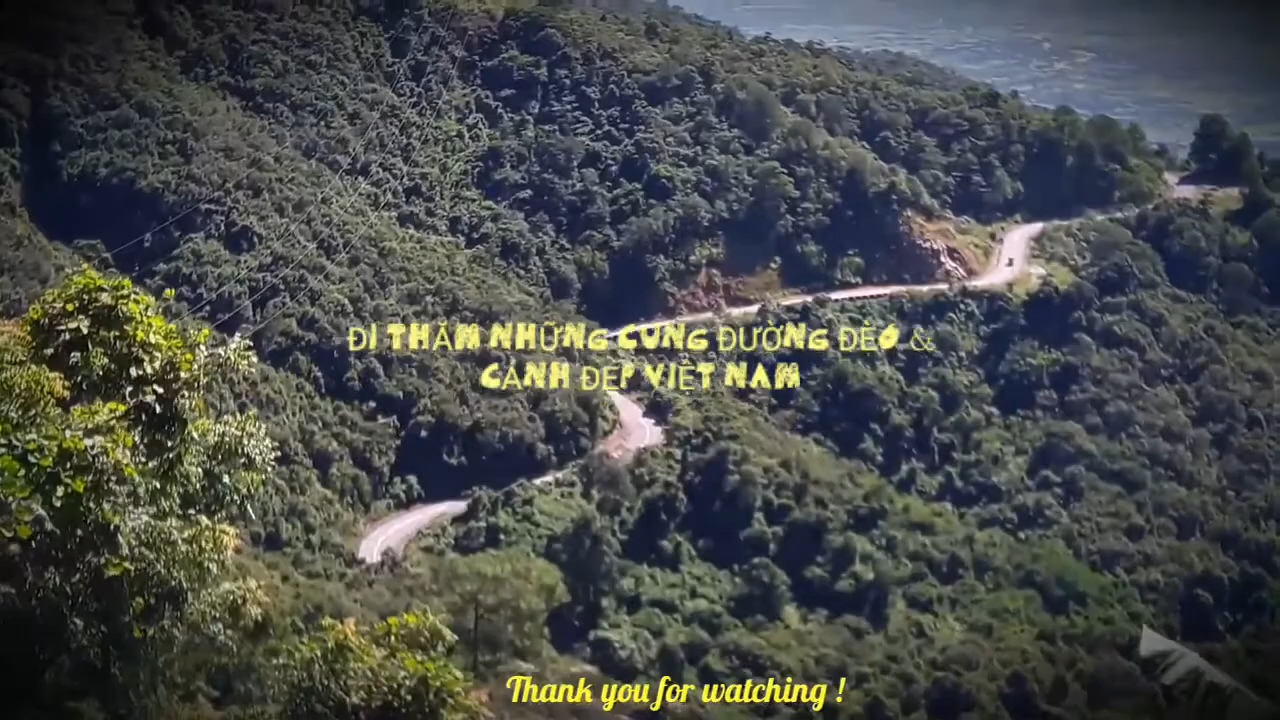 ĐI THĂM NHỮNG CUNG ĐƯỜNG ĐÈO &
CẢNH ĐẸP VIỆT NAM
Thank you for watching !